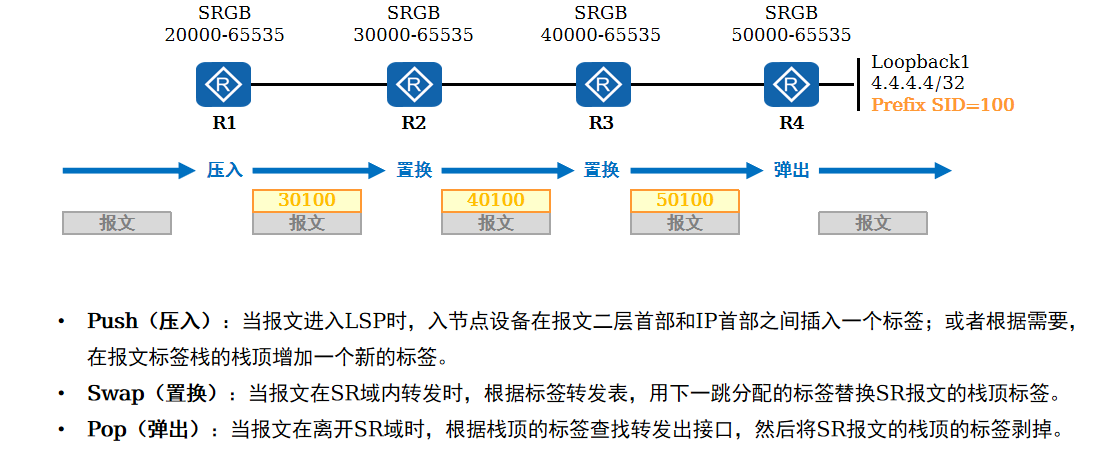 SRGB SRGB SRGB SRGB
20000-65535 30000-65535 40000-65535 50000-65535
Loopback1
4.4.4.4/32
Prefix SID=100
R R R R
R1 R2 R3 R4
压入 置换 置换 弹出
30100 40100 50100
报文 报文 报文 报文 报文
• Push（压入）：当报文进入LSP时，入节点设备在报文二层首部和IP首部之间插入一个标签；或者根据需要，
在报文标签栈的栈顶增加一个新的标签。
• Swap（置换）：当报文在SR域内转发时，根据标签转发表，用下一跳分配的标签替换SR报文的栈顶标签。
• Pop（弹出）：当报文在离开SR域时，根据栈顶的标签查找转发出接口，然后将SR报文的栈顶的标签剥掉。